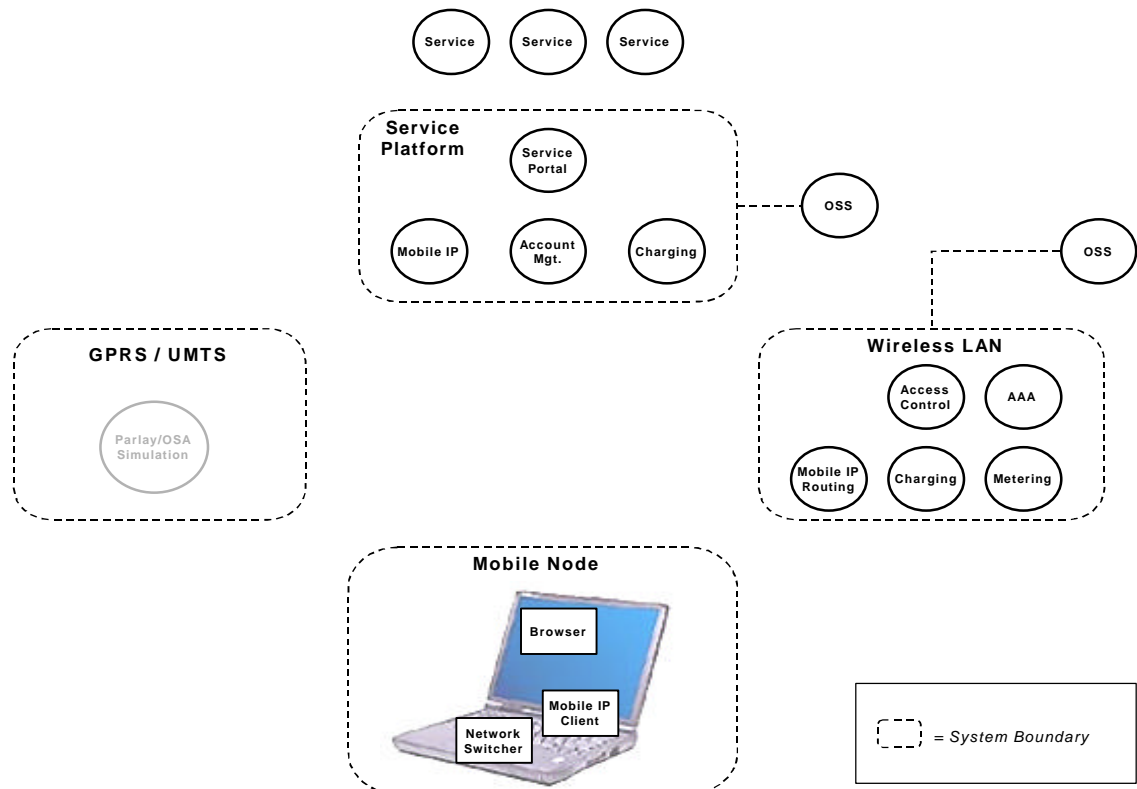 Service
Service
Service
Service
Platform
Service
Portal
Mobile IP
Account
Mgt.
Charging
OSS
OSS
GPRS / UMTS
Parlay/OSA
Simulation
Wireless LAN
Access
Control
AAA
Mobile IP
Routing
Charging
Metering
Mobile Node
Browser
Mobile IP
Client
Network
Switcher
= System Boundary